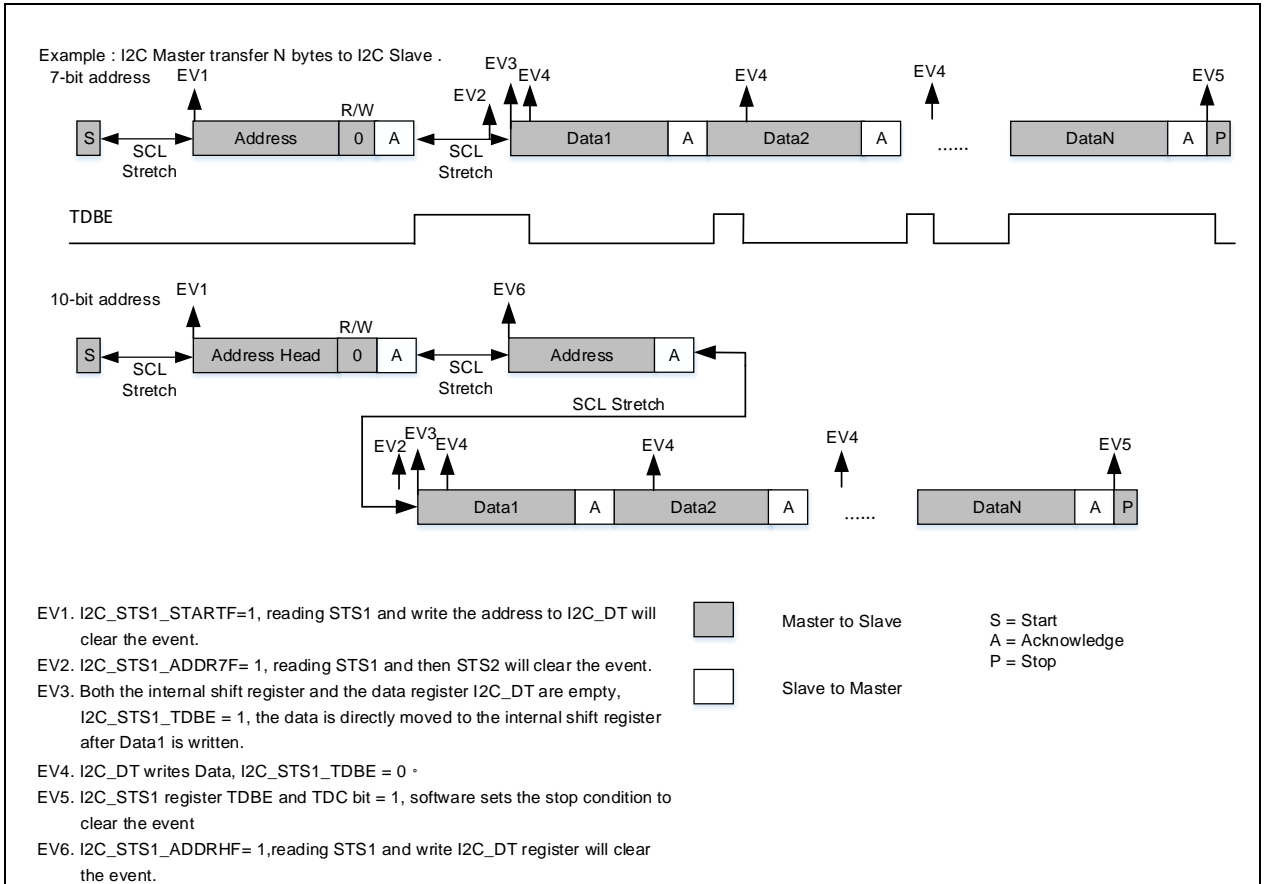 Example : I2C Master transfer N bytes to I2C Slave .
7-bit address
EV1
EV2
EV3
EV4
EV4
EV4
EV5
R/W
S
SCL
Stretch
Address
0
A
SCL
Stretch
Data1
A
Data2
A
......
DataN
A
P
TDBE
10-bit address
EV1
EV6
R/W
S
SCL
Stretch
Address Head
0
A
SCL
Stretch
Address
A
SCL Stretch
EV2
EV3
EV4
EV4
EV4
EV5
Data1
A
Data2
A
......
DataN
A
P
EV1. I2C_STS1_STARTF=1, reading STS1 and write the address to I2C_DT will
clear the event.
EV2. I2C_STS1_ADDR7F= 1, reading STS1 and then STS2 will clear the event.
EV3. Both the internal shift register and the data register I2C_DT are empty,
I2C_STS1_TDBE = 1, the data is directly moved to the internal shift register
after Data1 is written.
EV4. I2C_DT writes Data, I2C_STS1_TDBE = 0 。
EV5. I2C_STS1 register TDBE and TDC bit = 1, software sets the stop condition to
clear the event
EV6. I2C_STS1_ADDRHF= 1,reading STS1 and write I2C_DT register will clear
the event.
Master to Slave
Slave to Master
S = Start
A = Acknowledge
P = Stop